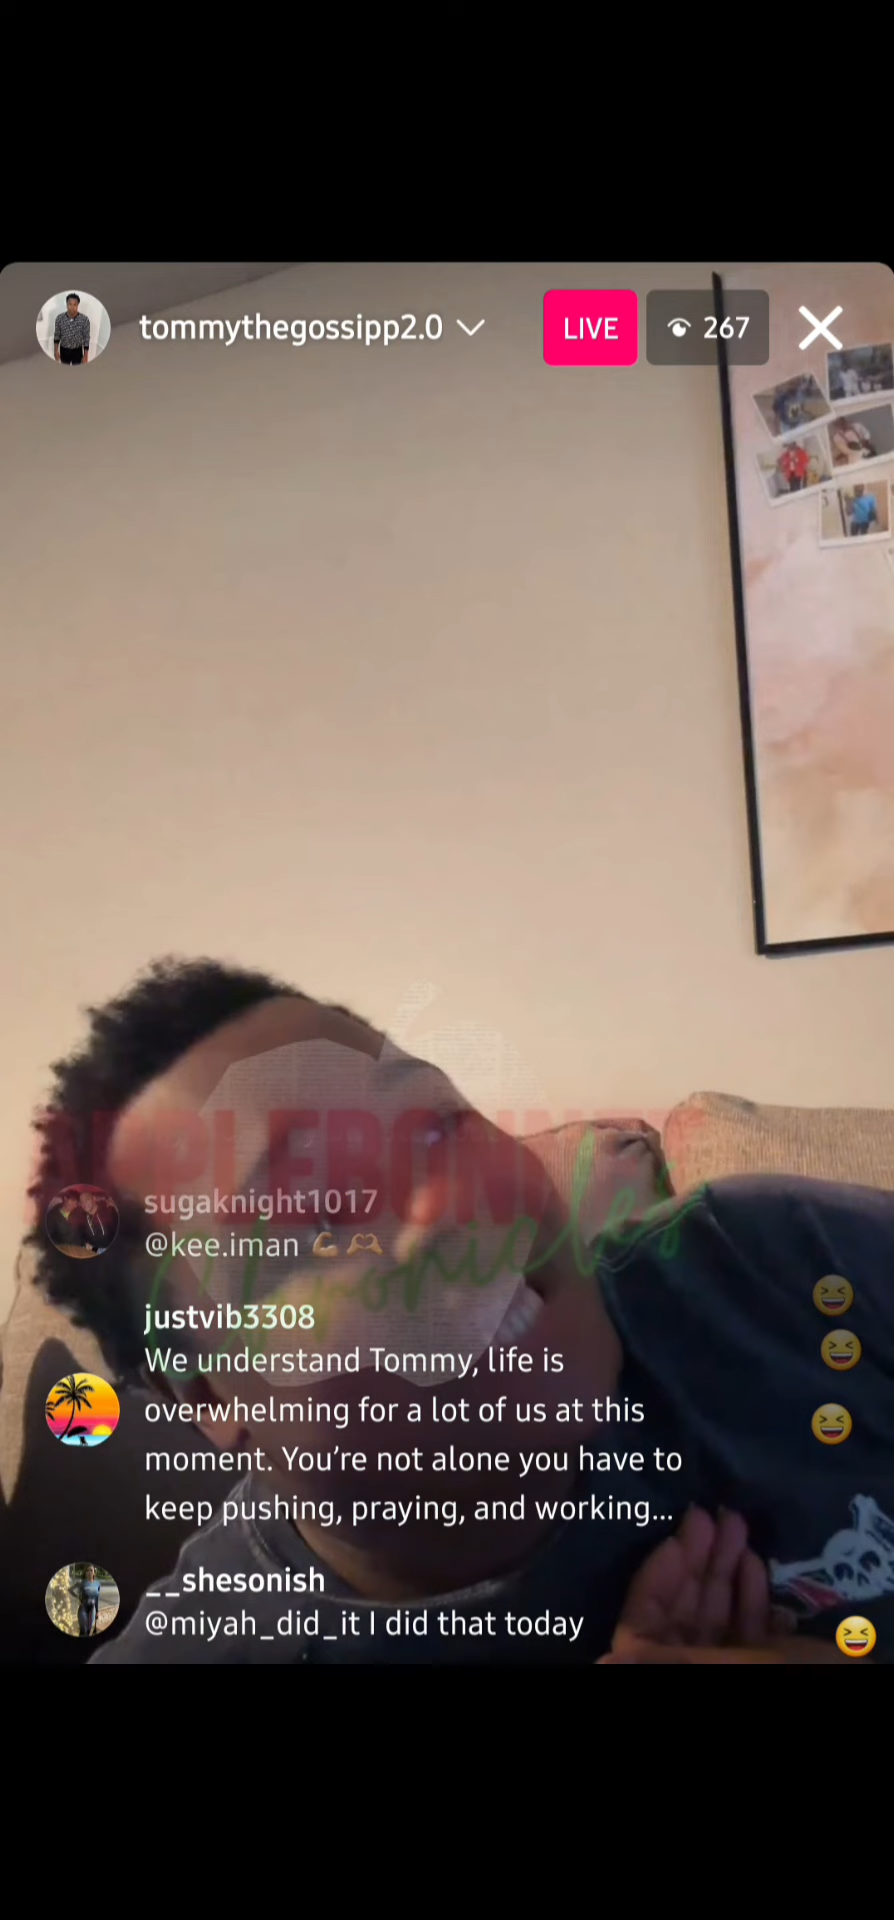 tommythegossipp2.0
LIVE
267
APPLEBONNET
Chronicles
sugaknight1017
@kee.iman 💪🏽 🫶🏽
justvib3308
We understand Tommy, life is
overwhelming for a lot of us at this
moment. You’re not alone you have to
keep pushing, praying, and working...
__shesonish
@miyah_did_it I did that today